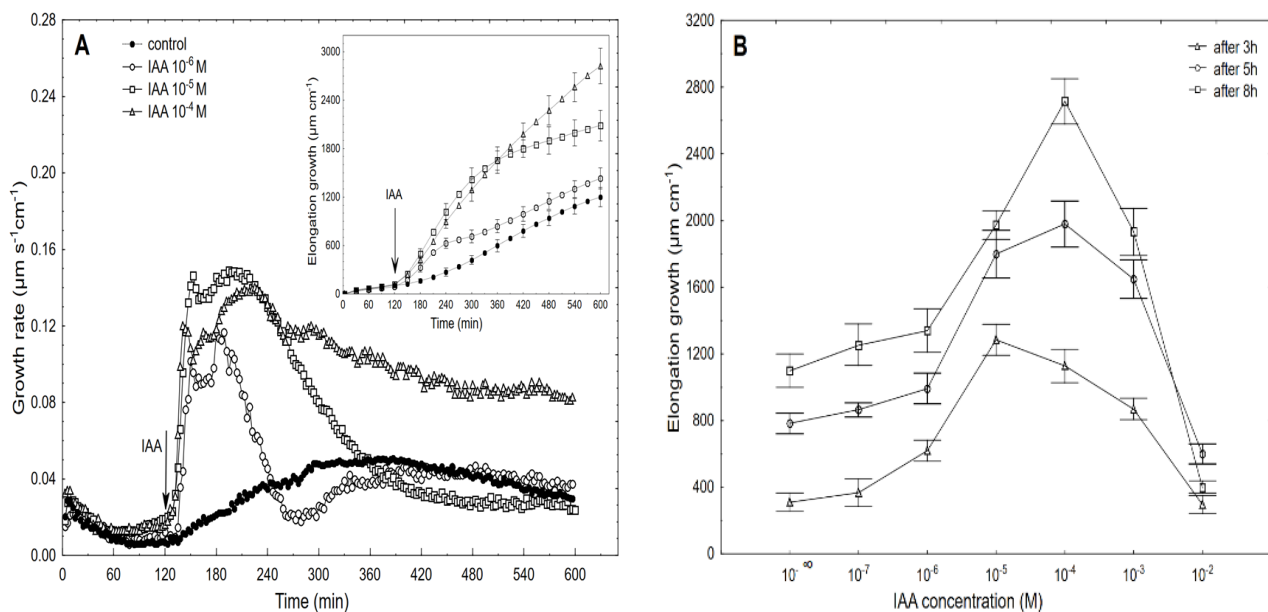 A
control
IAA 10⁻⁶ M
IAA 10⁻⁵ M
IAA 10⁻⁴ M
Growth rate (µm s⁻¹cm⁻¹)
0.28
0.24
0.20
0.16
0.12
0.08
0.04
0.00
IAA
0 60 120 180 240 300 360 420 480 540 600
Time (min)
Elongation growth (µm cm⁻¹)
3000
2400
1800
1200
600
0
IAA
0 60 120 180 240 300 360 420 480 540 600
Time (min)
B
after 3h
after 5h
after 8h
Elongation growth (µm cm⁻¹)
3200
2800
2400
2000
1600
1200
800
400
0
10⁻ ∞ 10⁻⁷ 10⁻⁶ 10⁻⁵ 10⁻⁴ 10⁻³ 10⁻²
IAA concentration (M)